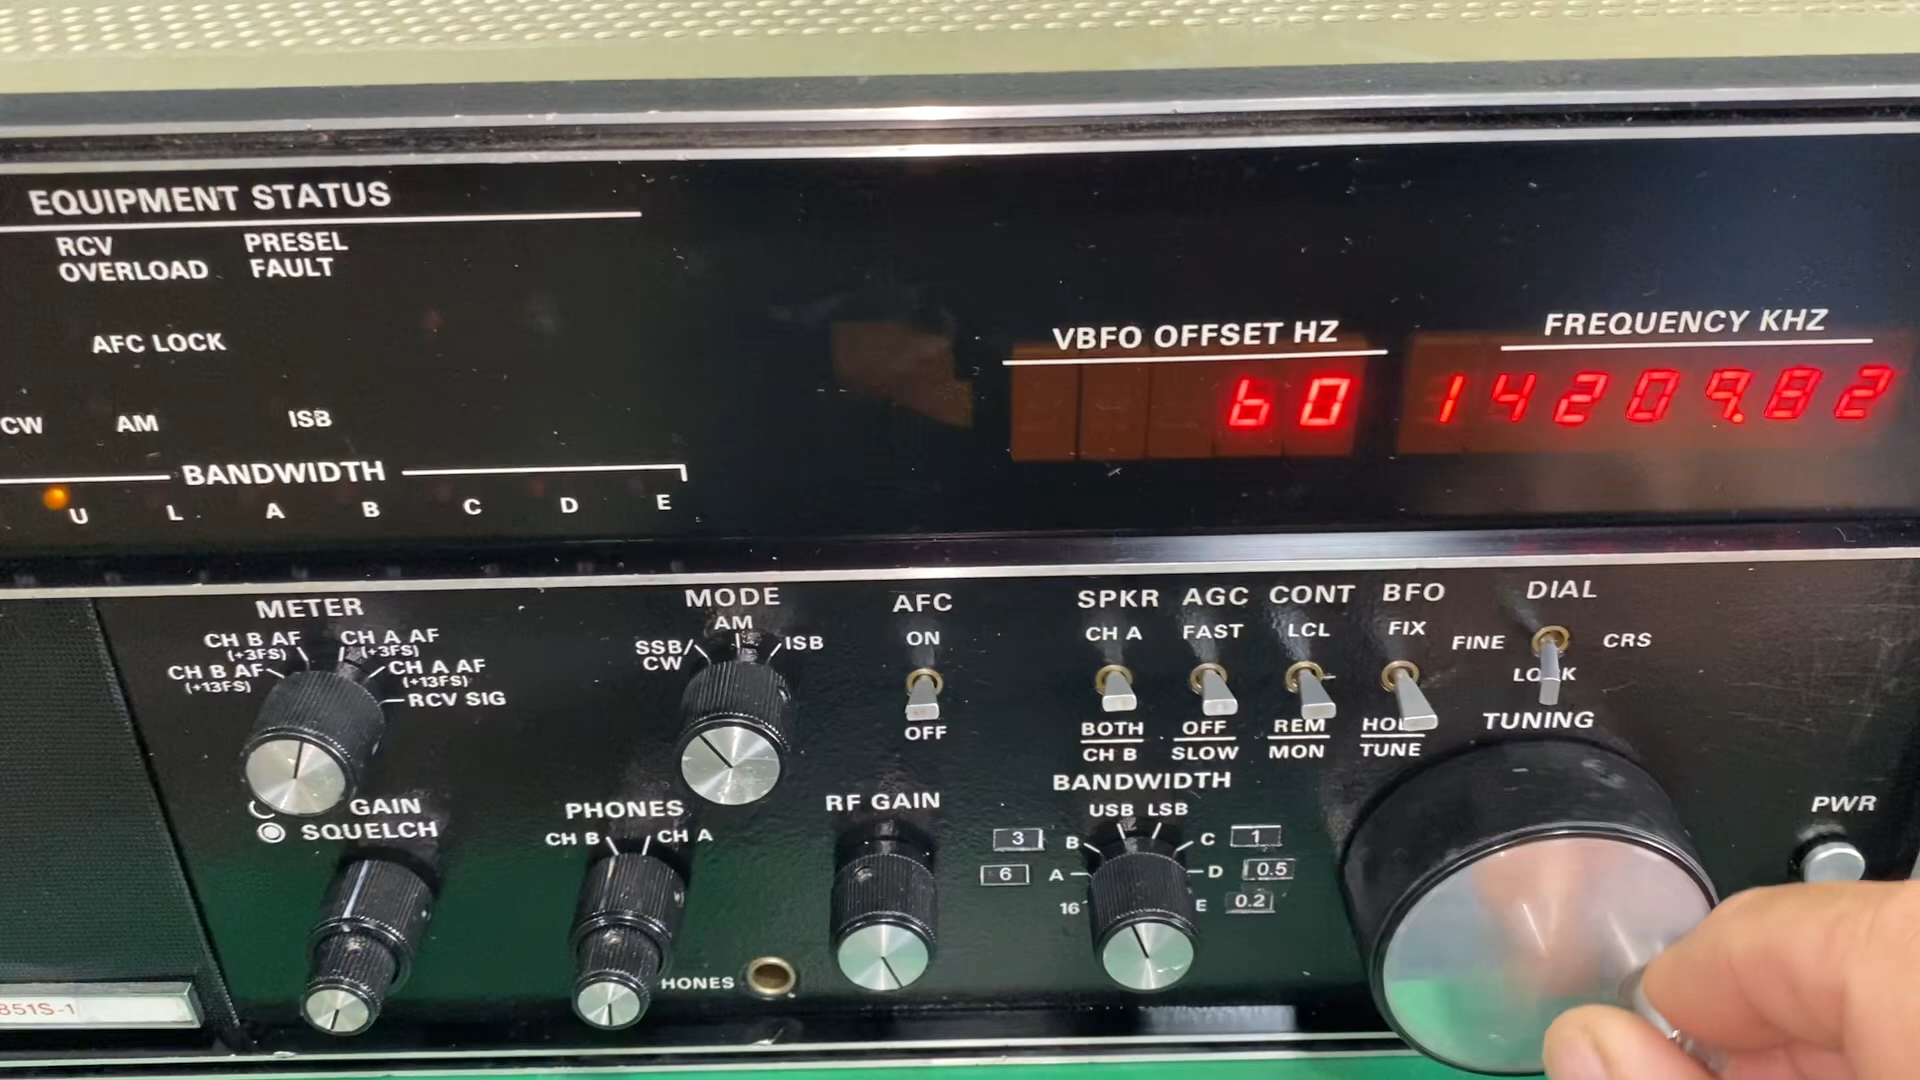 EQUIPMENT STATUS
RCV OVERLOAD
PRESEL FAULT
AFC LOCK
CW AM ISB
BANDWIDTH
U L A B C D E
VBFO OFFSET HZ
60
FREQUENCY KHZ
14209.82
METER
CH B AF (+3FS)
CH A AF (+3FS)
CH B AF (+13FS)
CH A AF (+13FS)
RCV SIG
MODE
AM
SSB/CW
ISB
AFC
ON
OFF
SPKR AGC CONT BFO
CH A FAST LCL FIX
BOTH OFF REM
CH B SLOW MON TUNE
DIAL
FINE CRS
LOCK
TUNING
GAIN
SQUELCH
PHONES
CH B CH A
RF GAIN
BANDWIDTH
USB LSB
3 B C 1
6 A D 0.5
16 E 0.2
PWR
HONES
851S-1